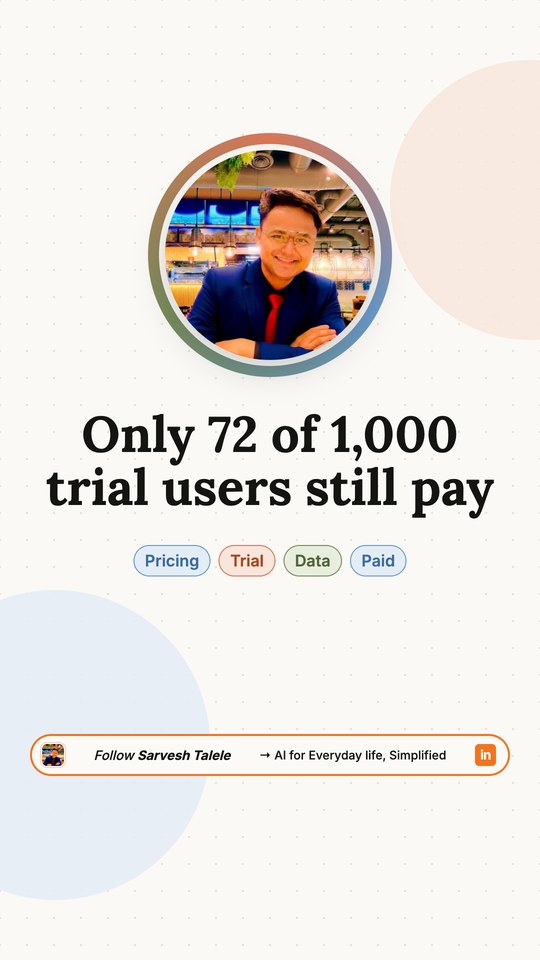 Only 72 of 1,000
trial users still pay
Pricing Trial Data Paid
Follow Sarvesh Talele → AI for Everyday life, Simplified in